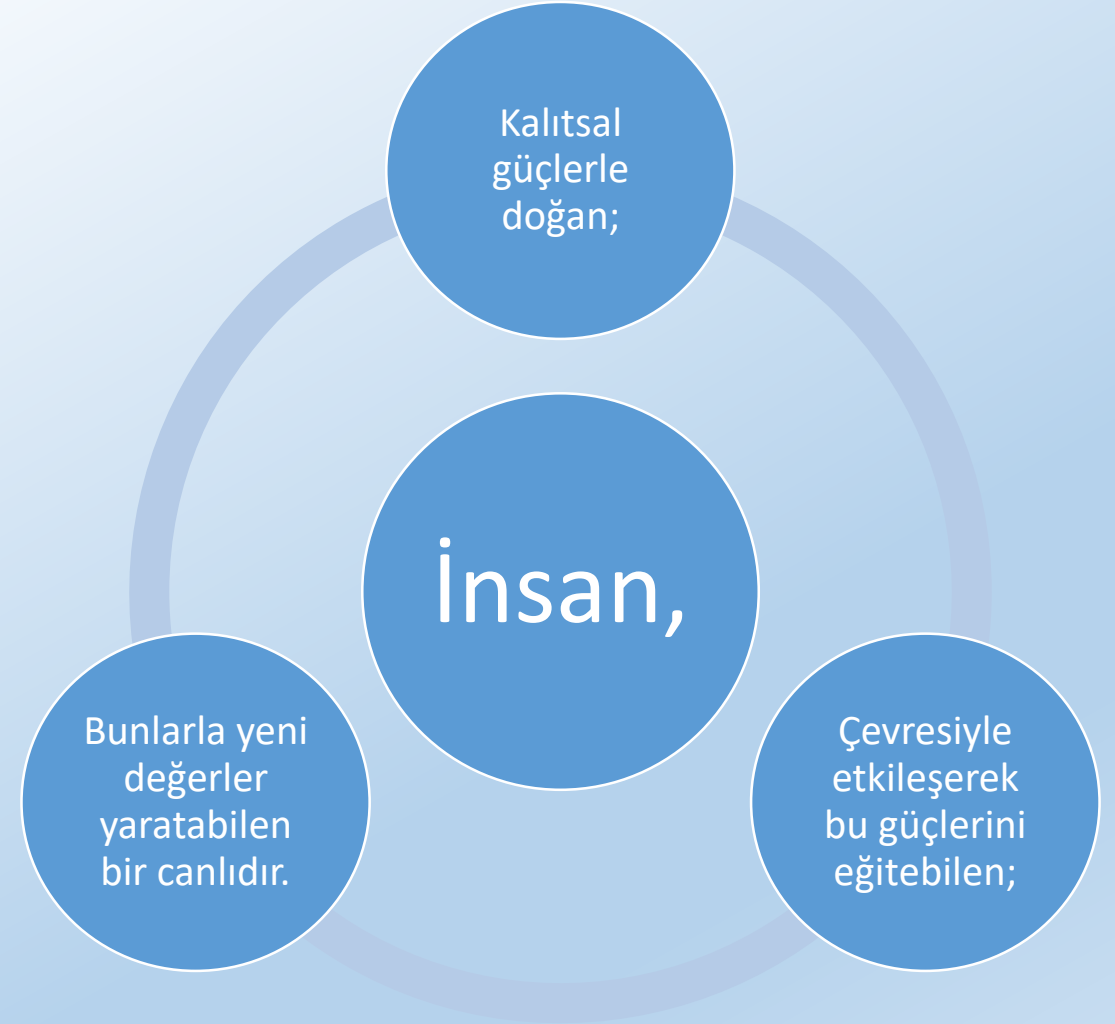 İnsan,
Kalıtsal
güçlerle
doğan;
Çevresiyle
etkileşerek
bu güçlerini
eğitebilen;
Bunlarla yeni
değerler
yaratabilen
bir canlıdır.